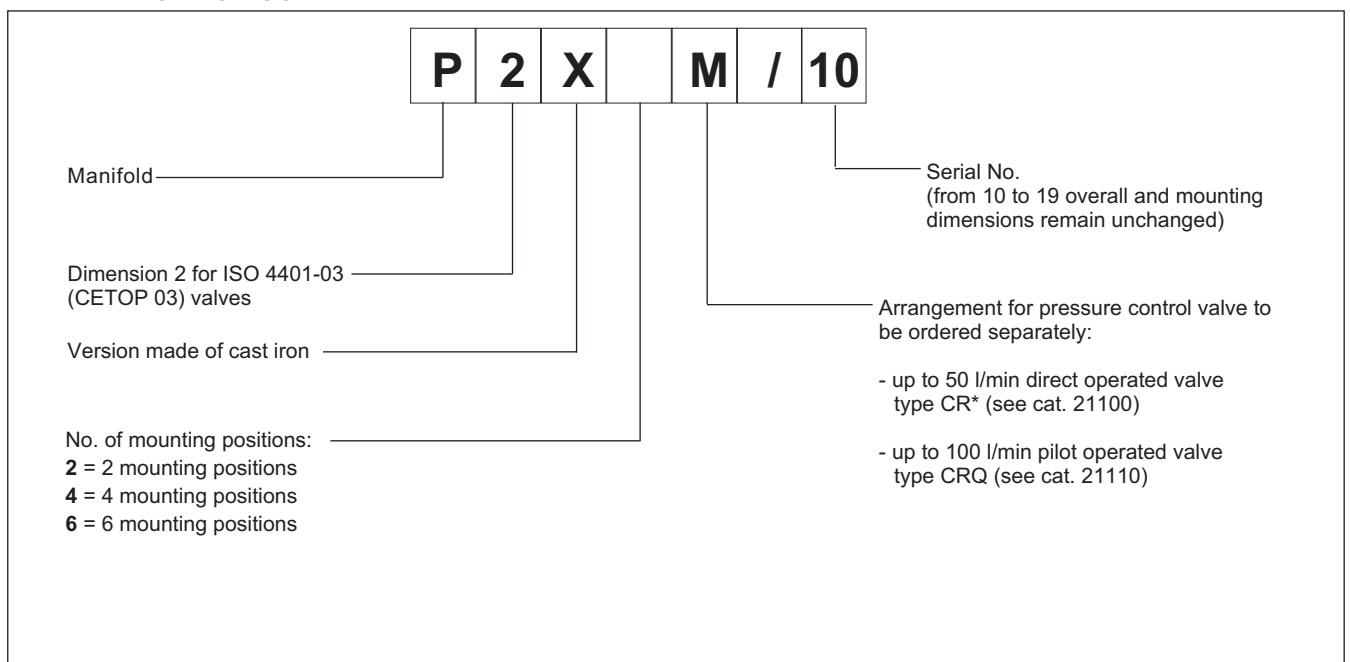 P 2 X M / 10
Manifold
Serial No.
(from 10 to 19 overall and mounting
dimensions remain unchanged)
Dimension 2 for ISO 4401-03
(CETOP 03) valves
Arrangement for pressure control valve to
be ordered separately:
- up to 50 l/min direct operated valve
type CR* (see cat. 21100)
- up to 100 l/min pilot operated valve
type CRQ (see cat. 21110)
Version made of cast iron
No. of mounting positions:
2 = 2 mounting positions
4 = 4 mounting positions
6 = 6 mounting positions